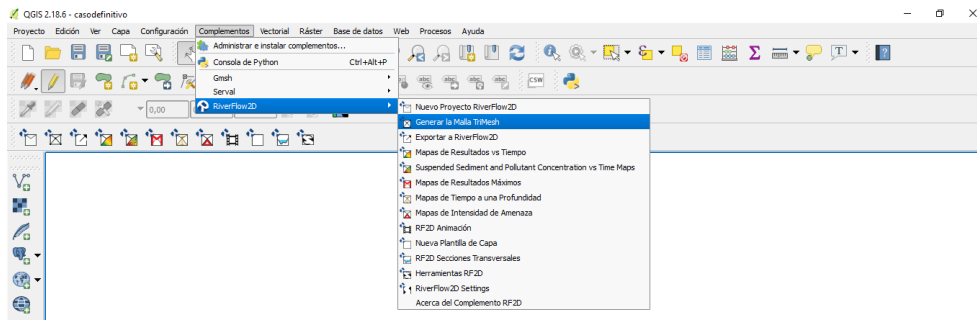 QGIS 2.18.6 - casodefinitivo
Proyecto Edición Ver Capa Configuración Complementos Vectorial Ráster Base de datos Web Procesos Ayuda
Administrar e instalar complementos...
Consola de Python Ctrl+Alt+P
Gmsh
Serval
RiverFlow2D
abc abc abc abc CSW
0,00
Nuevo Proyecto RiverFlow2D
Generar la Malla TriMesh
Exportar a RiverFlow2D
Mapas de Resultados vs Tiempo
Suspended Sediment and Pollutant Concentration vs Time Maps
Mapas de Resultados Máximos
Mapas de Tiempo a una Profundidad
Mapas de Intensidad de Amenaza
RF2D Animación
Nueva Plantilla de Capa
RF2D Secciones Transversales
Herramientas RF2D
RiverFlow2D Settings
Acerca del Complemento RF2D